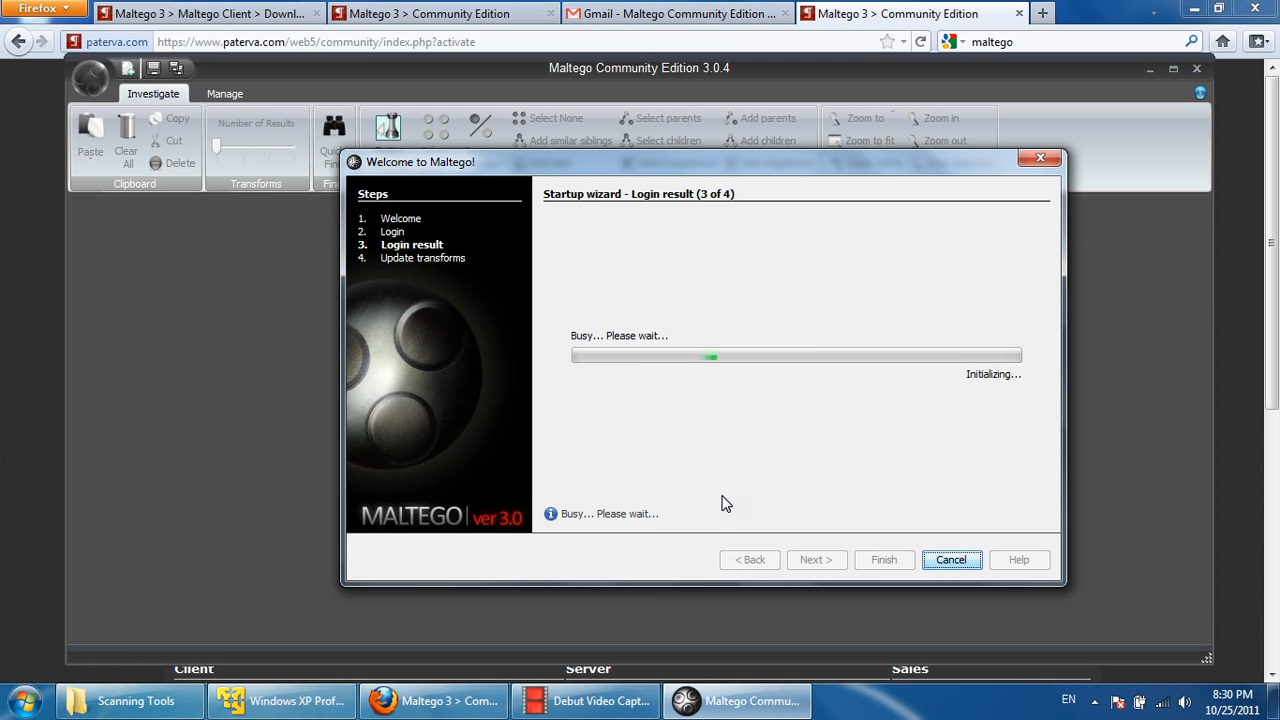 Firefox
Maltego 3 > Maltego Client > Downl...
Maltego 3 > Community Edition
Gmail - Maltego Community Edition ...
Maltego 3 > Community Edition
paterva.com
https://www.paterva.com/web5/community/index.php?activate
maltego
Maltego Community Edition 3.0.4
Investigate
Manage
Paste
Clear All
Copy
Cut
Delete
Clipboard
Number of Results
Transforms
Select None
Add similar siblings
Select parents
Select children
Add parents
Add children
Zoom to
Zoom in
Zoom to fit
Zoom out
Welcome to Maltego!
Steps
1. Welcome
2. Login
3. Login result
4. Update transforms
MALTEGO ver 3.0
Startup wizard - Login result (3 of 4)
Busy... Please wait...
Initializing...
Busy... Please wait...
< Back
Next >
Finish
Cancel
Help
Client
Server
Sales
Scanning Tools
Windows XP Prof...
Maltego 3 > Com...
Debut Video Capt...
Maltego Commu...
EN
8:30 PM
10/25/2011